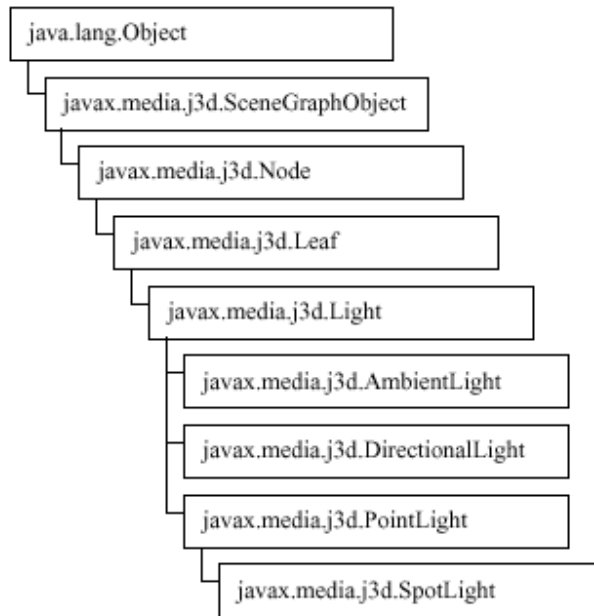 java.lang.Object
javax.media.j3d.SceneGraphObject
javax.media.j3d.Node
javax.media.j3d.Leaf
javax.media.j3d.Light
javax.media.j3d.AmbientLight
javax.media.j3d.DirectionalLight
javax.media.j3d.PointLight
javax.media.j3d.SpotLight